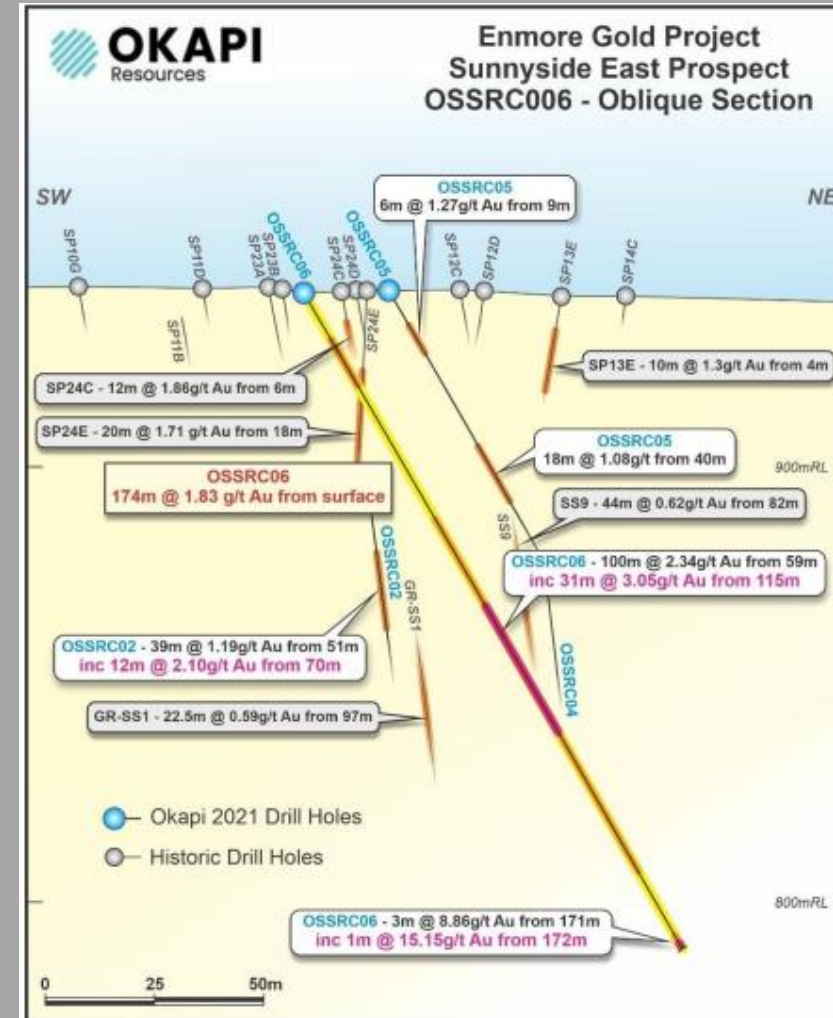 OKAPI
Resources
Enmore Gold Project
Sunnyside East Prospect
OSSRC006 - Oblique Section
SW
NE
OSSRC05
6m @ 1.27g/t Au from 9m
SP10G
SP11D
SP23A
SP23B
OSSRC06
SP24C
SP24D
OSSRC05
SP12C
SP12D
SP13E
SP14C
SP11B
SP24E
SP24C - 12m @ 1.86g/t Au from 6m
SP13E - 10m @ 1.3g/t Au from 4m
SP24E - 20m @ 1.71 g/t Au from 18m
OSSRC05
18m @ 1.08g/t from 40m
900mRL
OSSRC06
174m @ 1.83 g/t Au from surface
SS9 - 44m @ 0.62g/t Au from 82m
SS9
OSSRC06 - 100m @ 2.34g/t Au from 59m
inc 31m @ 3.05g/t Au from 115m
OSSRC02
GR-SS1
OSSRC02 - 39m @ 1.19g/t Au from 51m
inc 12m @ 2.10g/t Au from 70m
OSSRC04
GR-SS1 - 22.5m @ 0.59g/t Au from 97m
Okapi 2021 Drill Holes
Historic Drill Holes
800mRL
OSSRC06 - 3m @ 8.86g/t Au from 171m
inc 1m @ 15.15g/t Au from 172m
0 25 50m